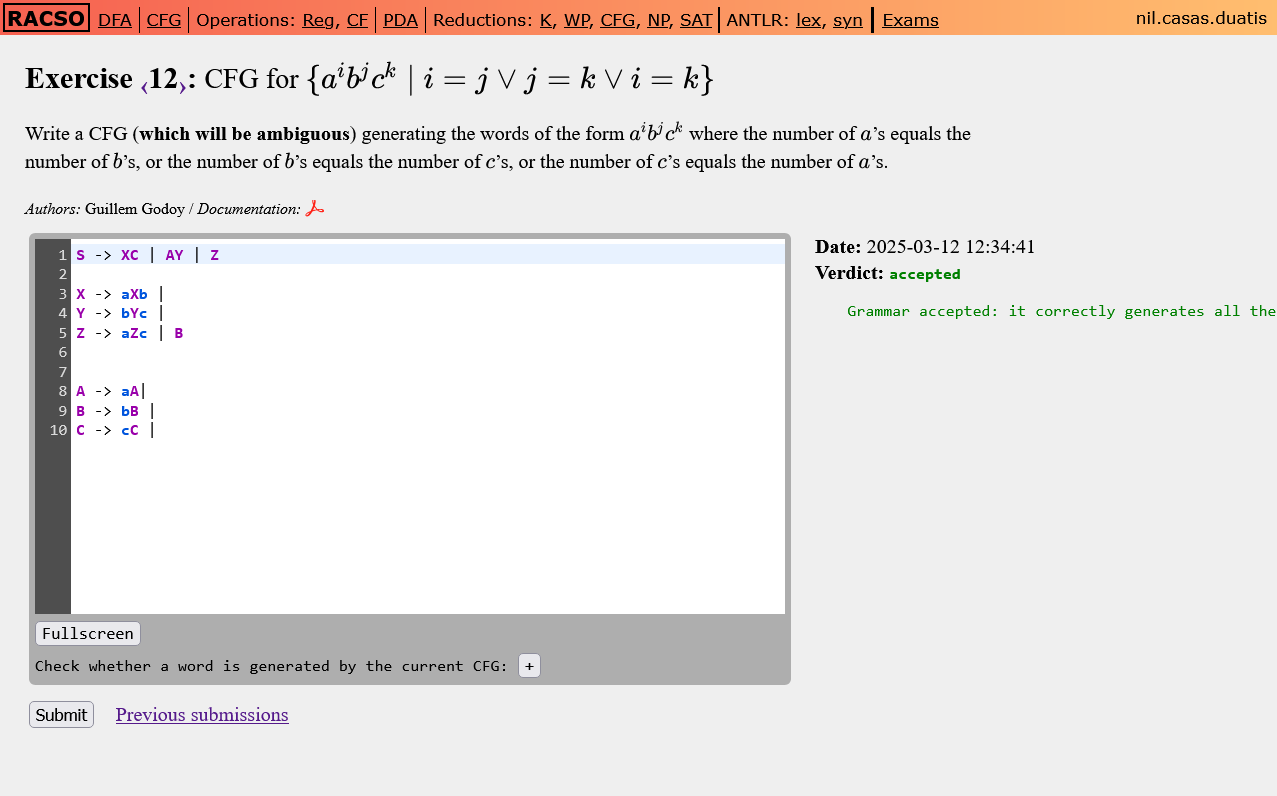 RACSO DFA CFG Operations: Reg, CF PDA Reductions: K, WP, CFG, NP, SAT ANTLR: lex, syn Exams nil.casas.duatis
Exercise ‹12›: CFG for {aⁱbʲcᵏ | i = j ∨ j = k ∨ i = k}
Write a CFG (which will be ambiguous) generating the words of the form aⁱbʲcᵏ where the number of a’s equals the
number of b’s, or the number of b’s equals the number of c’s, or the number of c’s equals the number of a’s.
Authors: Guillem Godoy / Documentation:
1 S -> XC | AY | Z
2
3 X -> aXb |
4 Y -> bYc |
5 Z -> aZc | B
6
7
8 A -> aA|
9 B -> bB |
10 C -> cC |
Fullscreen
Check whether a word is generated by the current CFG: +
Submit Previous submissions
Date: 2025-03-12 12:34:41
Verdict: accepted
Grammar accepted: it correctly generates all the